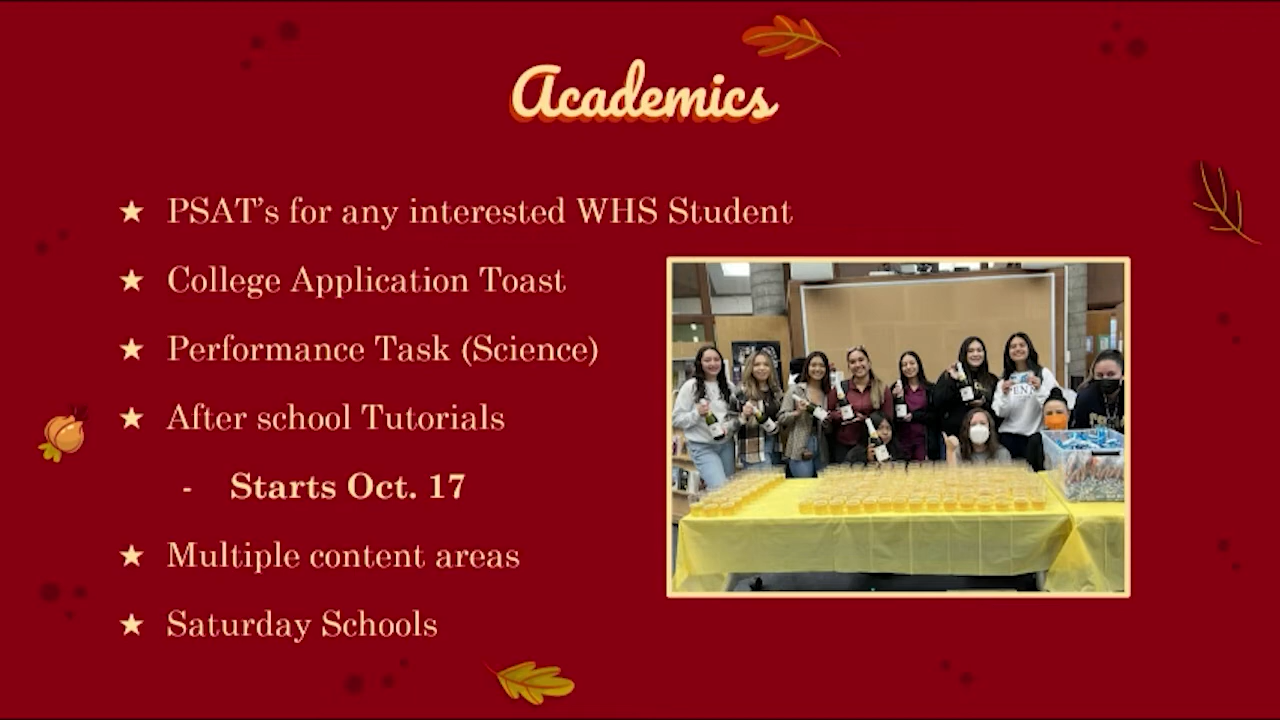 Academics
★ PSAT's for any interested WHS Student
★ College Application Toast
★ Performance Task (Science)
★ After school Tutorials
- Starts Oct. 17
★ Multiple content areas
★ Saturday Schools